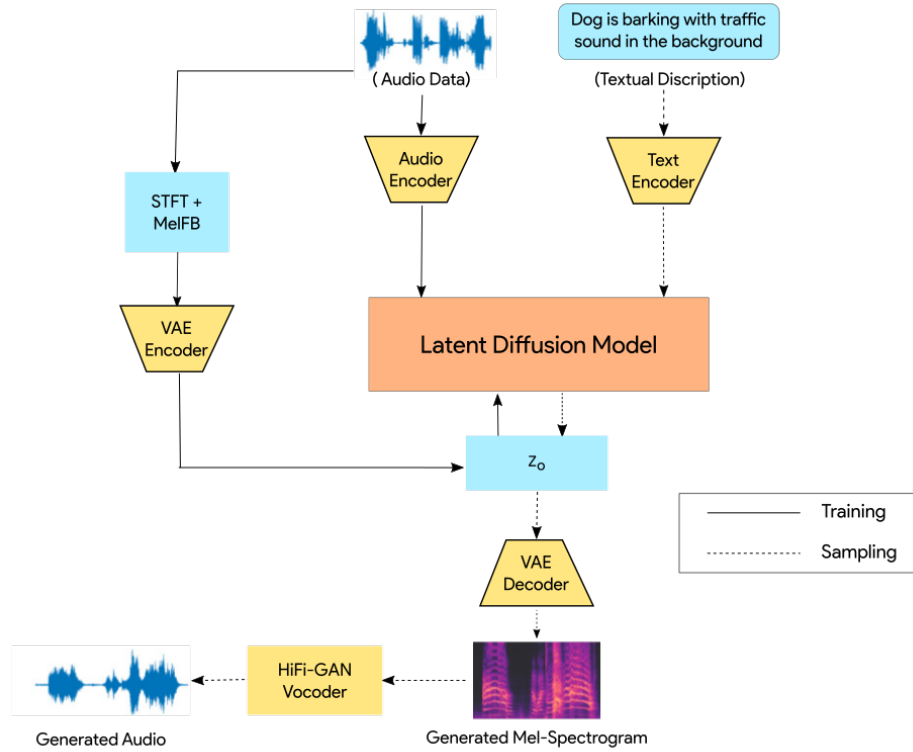 Dog is barking with traffic
sound in the background
( Audio Data)
(Textual Discription)
Audio
Encoder
Text
Encoder
STFT +
MelFB
VAE
Encoder
Latent Diffusion Model
z₀
Training
Sampling
VAE
Decoder
HiFi-GAN
Vocoder
Generated Audio
Generated Mel-Spectrogram